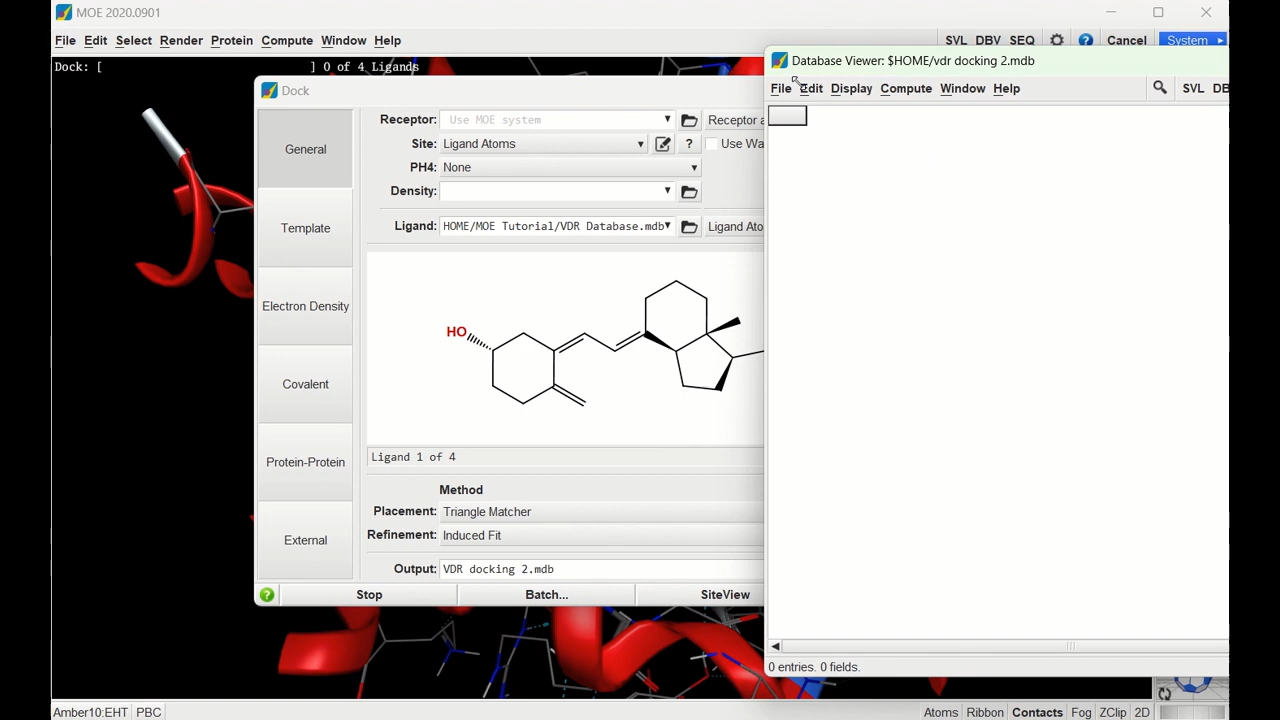 MOE 2020.0901
File Edit Select Render Protein Compute Window Help
SVL DBV SEQ Cancel System
Dock: [ ] 0 of 4 Ligands
Database Viewer: $HOME/vdr docking 2.mdb
File Edit Display Compute Window Help
SVL DB
Dock
General
Template
Electron Density
Covalent
Protein-Protein
External
Receptor: Use MOE system Receptor a
Site: Ligand Atoms ? Use Wa
PH4: None
Density:
Ligand: HOME/MOE Tutorial/VDR Database.mdb Ligand Ato
HO
Ligand 1 of 4
Method
Placement: Triangle Matcher
Refinement: Induced Fit
Output: VDR docking 2.mdb
Stop Batch... SiteView
0 entries. 0 fields.
Amber10:EHT PBC
Atoms Ribbon Contacts Fog ZClip 2D